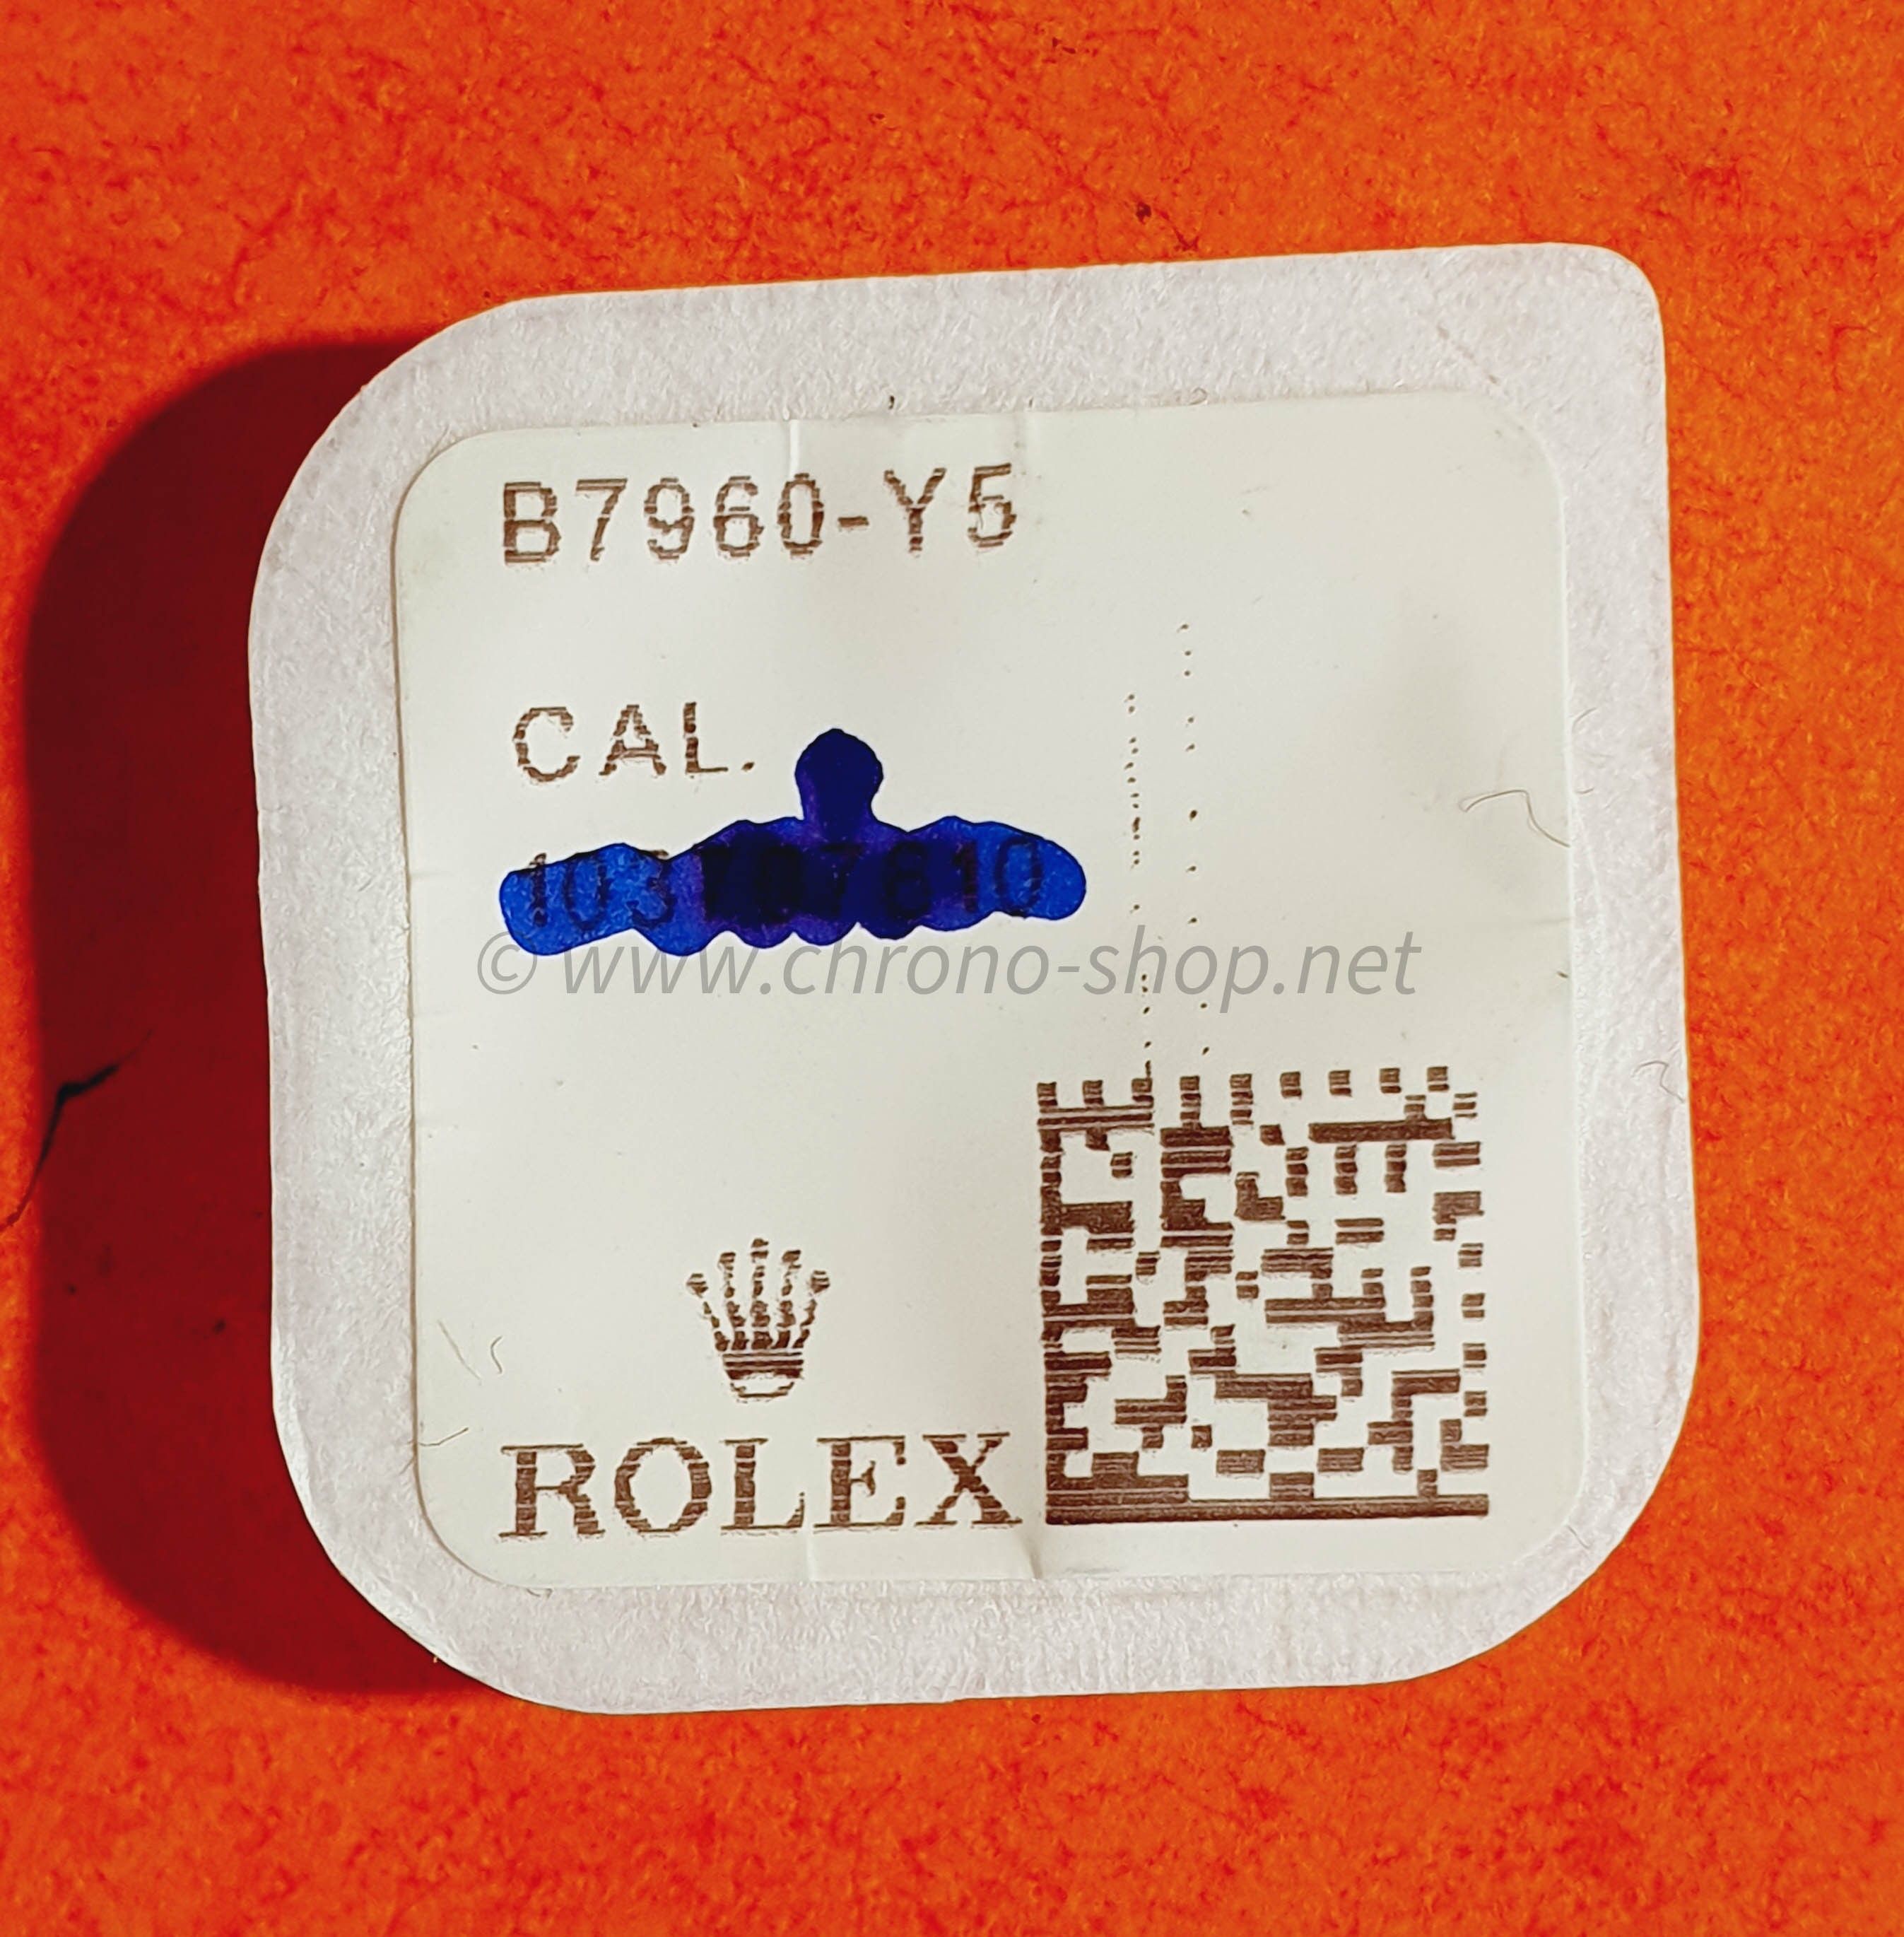 B7960-Y5
CAL.
© www.chrono-shop.net
ROLEX